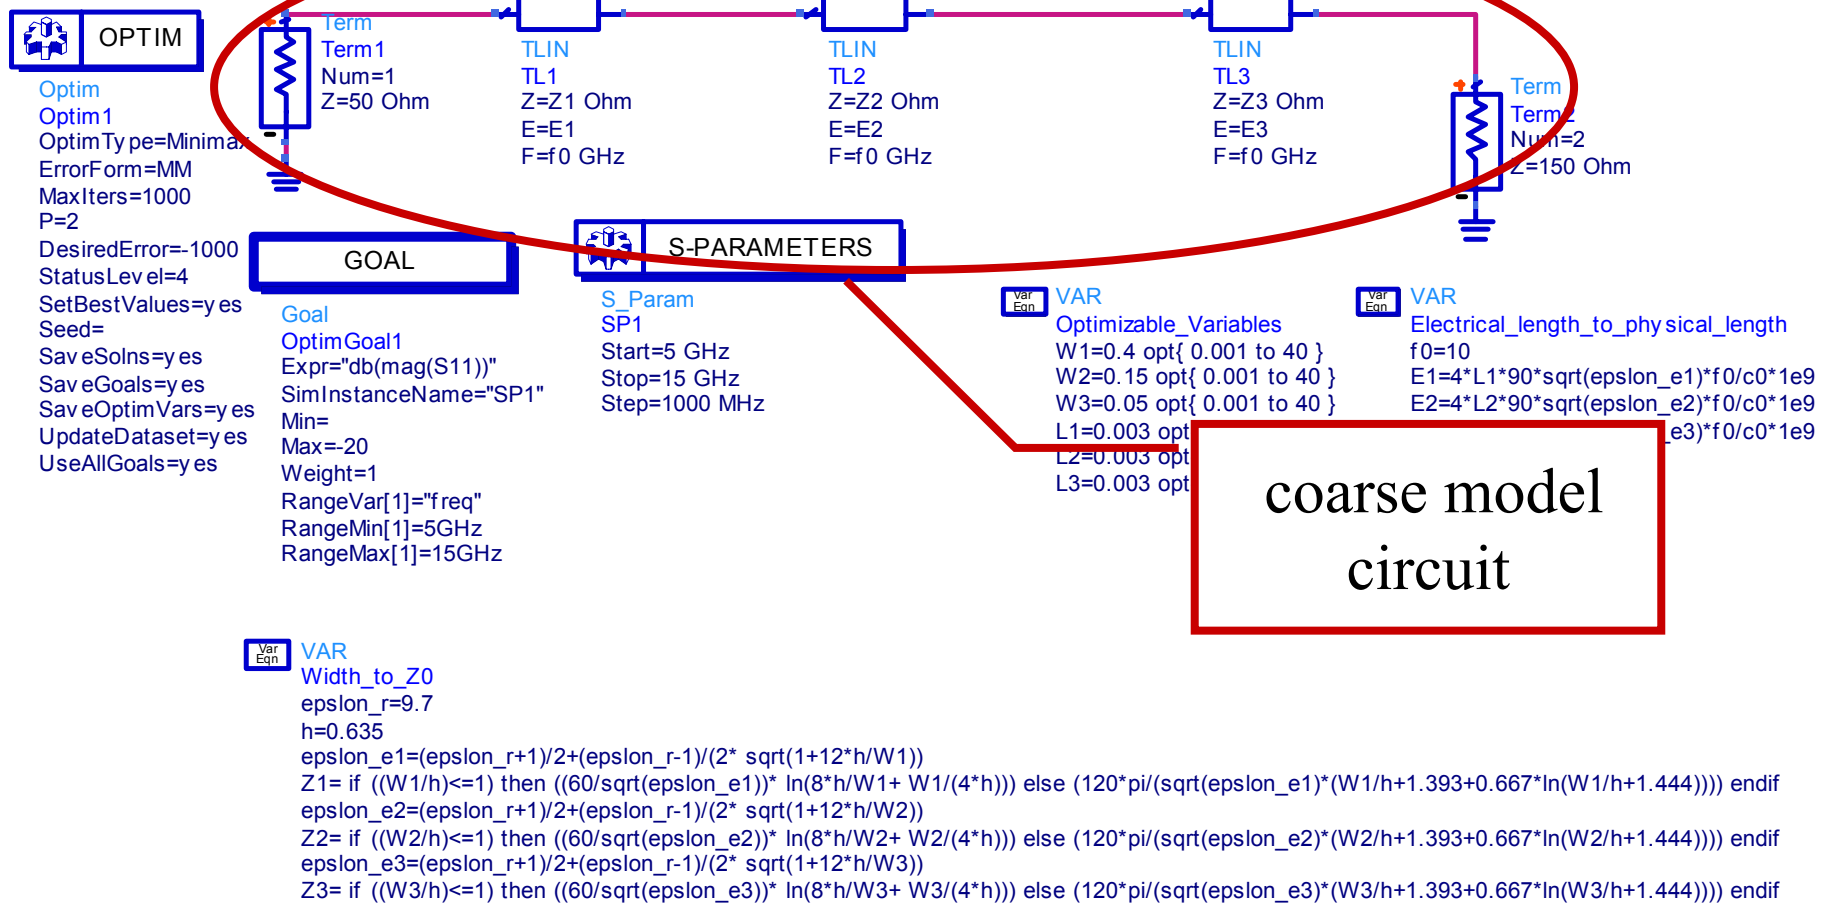 OPTIM
Optim
Optim1
OptimType=Minimax
ErrorForm=MM
MaxIters=1000
P=2
DesiredError=-1000
StatusLevel=4
SetBestValues=yes
Seed=
SaveSolns=yes
SaveGoals=yes
SaveOptimVars=yes
UpdateDataset=yes
UseAllGoals=yes
Term
Term1
Num=1
Z=50 Ohm
TLIN
TL1
Z=Z1 Ohm
E=E1
F=f0 GHz
TLIN
TL2
Z=Z2 Ohm
E=E2
F=f0 GHz
TLIN
TL3
Z=Z3 Ohm
E=E3
F=f0 GHz
Term
Term2
Num=2
Z=150 Ohm
GOAL
Goal
OptimGoal1
Expr="db(mag(S11))"
SimInstanceName="SP1"
Min=
Max=-20
Weight=1
RangeVar[1]="freq"
RangeMin[1]=5GHz
RangeMax[1]=15GHz
S-PARAMETERS
S_Param
SP1
Start=5 GHz
Stop=15 GHz
Step=1000 MHz
Var
Eqn
VAR
Optimizable_Variables
W1=0.4 opt{ 0.001 to 40 }
W2=0.15 opt{ 0.001 to 40 }
W3=0.05 opt{ 0.001 to 40 }
L1=0.003 opt
L2=0.003 opt
L3=0.003 opt
Var
Eqn
VAR
Electrical_length_to_physical_length
f0=10
E1=4*L1*90*sqrt(epslon_e1)*f0/c0*1e9
E2=4*L2*90*sqrt(epslon_e2)*f0/c0*1e9
_e3)*f0/c0*1e9
coarse model
circuit
Var
Eqn
VAR
Width_to_Z0
epslon_r=9.7
h=0.635
epslon_e1=(epslon_r+1)/2+(epslon_r-1)/(2* sqrt(1+12*h/W1))
Z1= if ((W1/h)<=1) then ((60/sqrt(epslon_e1))* ln(8*h/W1+ W1/(4*h))) else (120*pi/(sqrt(epslon_e1)*(W1/h+1.393+0.667*ln(W1/h+1.444)))) endif
epslon_e2=(epslon_r+1)/2+(epslon_r-1)/(2* sqrt(1+12*h/W2))
Z2= if ((W2/h)<=1) then ((60/sqrt(epslon_e2))* ln(8*h/W2+ W2/(4*h))) else (120*pi/(sqrt(epslon_e2)*(W2/h+1.393+0.667*ln(W2/h+1.444)))) endif
epslon_e3=(epslon_r+1)/2+(epslon_r-1)/(2* sqrt(1+12*h/W3))
Z3= if ((W3/h)<=1) then ((60/sqrt(epslon_e3))* ln(8*h/W3+ W3/(4*h))) else (120*pi/(sqrt(epslon_e3)*(W3/h+1.393+0.667*ln(W3/h+1.444)))) endif